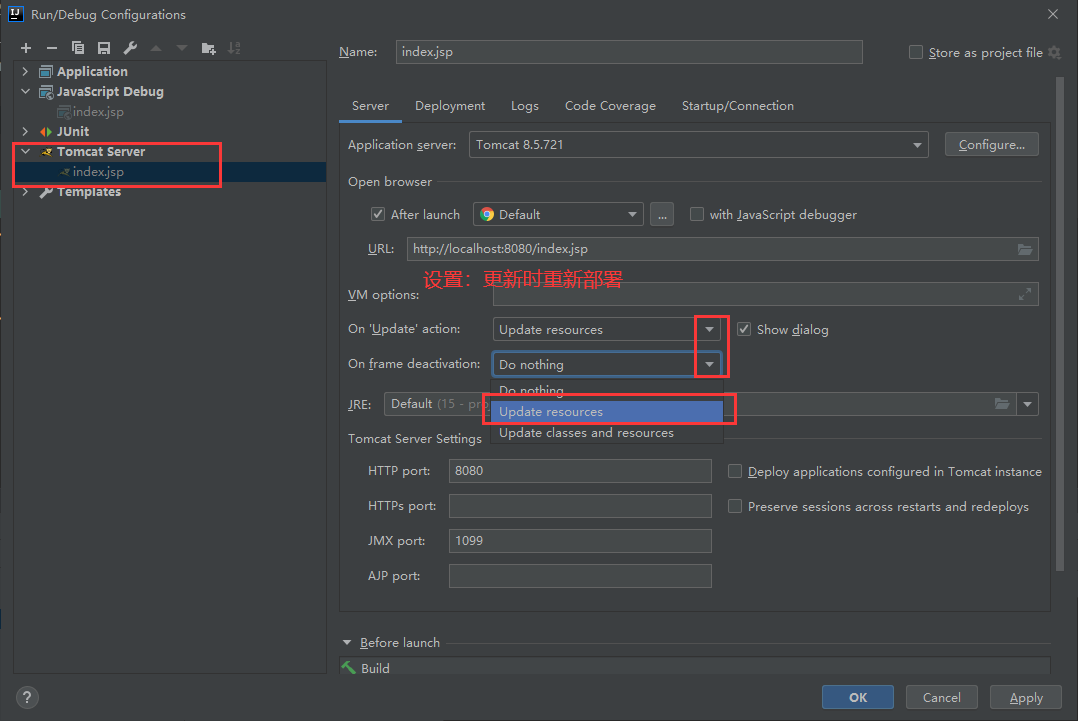 Run/Debug Configurations
Name:
index.jsp
Store as project file
Application
JavaScript Debug
index.jsp
JUnit
Tomcat Server
index.jsp
Templates
Server
Deployment
Logs
Code Coverage
Startup/Connection
Application server:
Tomcat 8.5.721
Configure...
Open browser
After launch
Default
...
with JavaScript debugger
URL:
http://localhost:8080/index.jsp
设置：更新时重新部署
VM options:
On 'Update' action:
Update resources
Show dialog
On frame deactivation:
Do nothing
Do nothing
JRE:
Default (15 - pro
Update resources
Update classes and resources
Tomcat Server Settings
HTTP port:
8080
Deploy applications configured in Tomcat instance
HTTPs port:
Preserve sessions across restarts and redeploys
JMX port:
1099
AJP port:
Before launch
Build
?
OK
Cancel
Apply